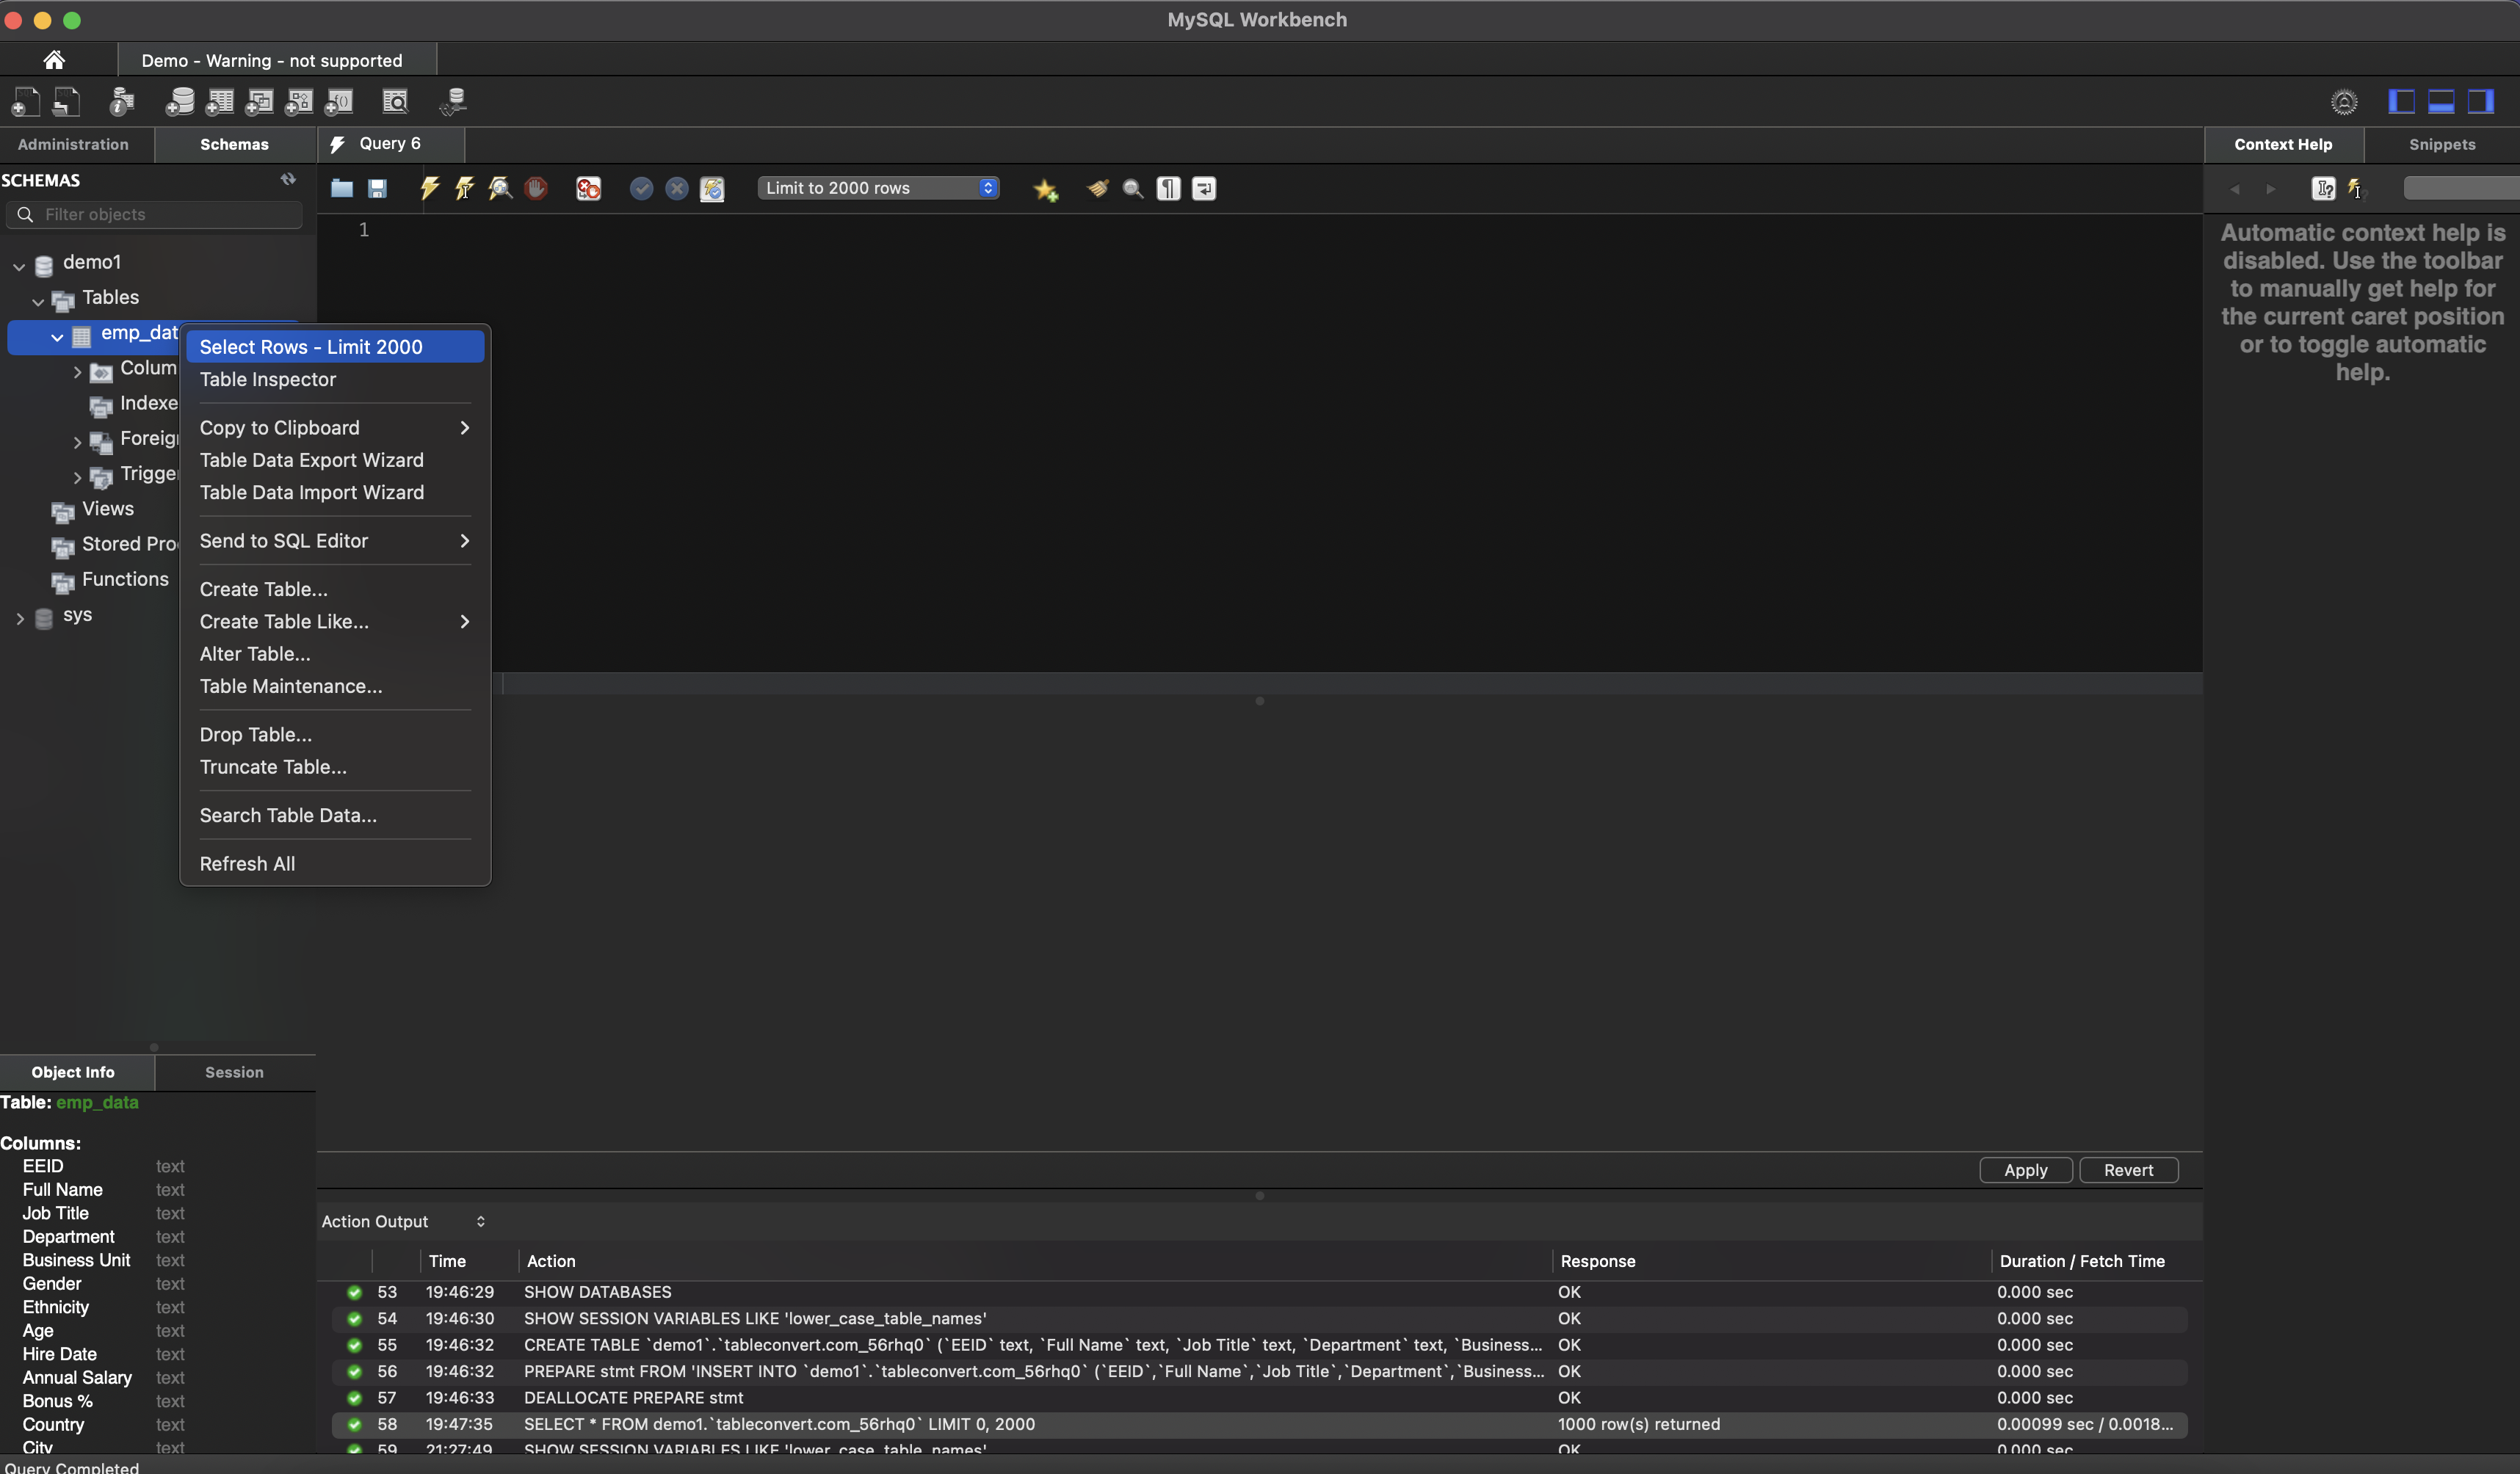 MySQL Workbench
Demo - Warning - not supported
Administration
Schemas
Query 6
Context Help
Snippets
SCHEMAS
Filter objects
Limit to 2000 rows
1
Automatic context help is
disabled. Use the toolbar
to manually get help for
the current caret position
or to toggle automatic
help.
demo1
Tables
emp_dat
Colum
Indexe
Foreig
Trigge
Views
Stored Pro
Functions
sys
Select Rows - Limit 2000
Table Inspector
Copy to Clipboard
Table Data Export Wizard
Table Data Import Wizard
Send to SQL Editor
Create Table...
Create Table Like...
Alter Table...
Table Maintenance...
Drop Table...
Truncate Table...
Search Table Data...
Refresh All
Object Info
Session
Table: emp_data
Columns:
EEID text
Full Name text
Job Title text
Department text
Business Unit text
Gender text
Ethnicity text
Age text
Hire Date text
Annual Salary text
Bonus % text
Country text
City text
Apply
Revert
Action Output
Time Action Response Duration / Fetch Time
53 19:46:29 SHOW DATABASES OK 0.000 sec
54 19:46:30 SHOW SESSION VARIABLES LIKE 'lower_case_table_names' OK 0.000 sec
55 19:46:32 CREATE TABLE `demo1`.`tableconvert.com_56rhq0` (`EEID` text, `Full Name` text, `Job Title` text, `Department` text, `Business... OK 0.000 sec
56 19:46:32 PREPARE stmt FROM 'INSERT INTO `demo1`.`tableconvert.com_56rhq0` (`EEID`,`Full Name`,`Job Title`,`Department`,`Business... OK 0.000 sec
57 19:46:33 DEALLOCATE PREPARE stmt OK 0.000 sec
58 19:47:35 SELECT * FROM demo1.`tableconvert.com_56rhq0` LIMIT 0, 2000 1000 row(s) returned 0.00099 sec / 0.0018...
59 21:27:49 SHOW SESSION VARIABLES LIKE 'lower_case_table_names' OK 0.000 sec
Query Completed